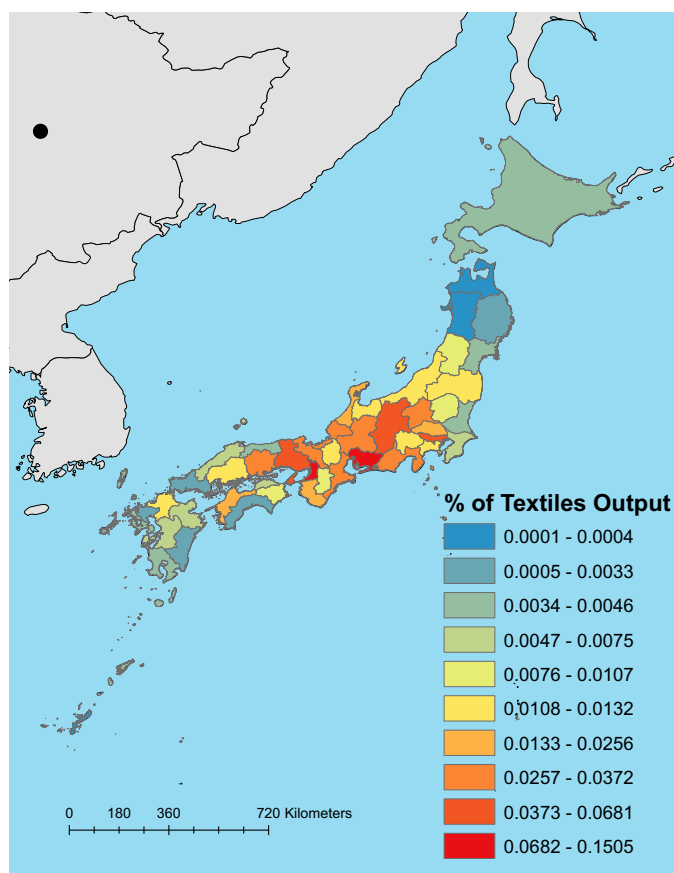 % of Textiles Output
0.0001 - 0.0004
0.0005 - 0.0033
0.0034 - 0.0046
0.0047 - 0.0075
0.0076 - 0.0107
0.0108 - 0.0132
0.0133 - 0.0256
0.0257 - 0.0372
0.0373 - 0.0681
0.0682 - 0.1505
0 180 360 720 Kilometers